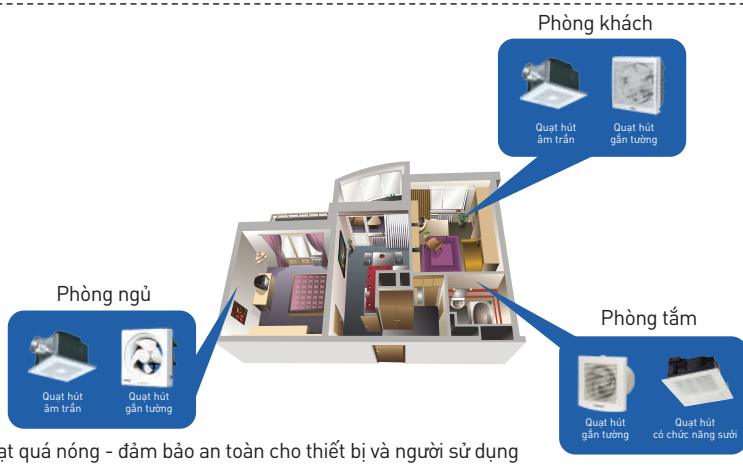 Phòng khách
Quạt hút
âm trần
Quạt hút
gắn tường
Phòng ngủ
Quạt hút
âm trần
Quạt hút
gắn tường
Phòng tắm
Quạt hút
gắn tường
Quạt hút
có chức năng sưởi
quá nóng - đảm bảo an toàn cho thiết bị và người sử dụng